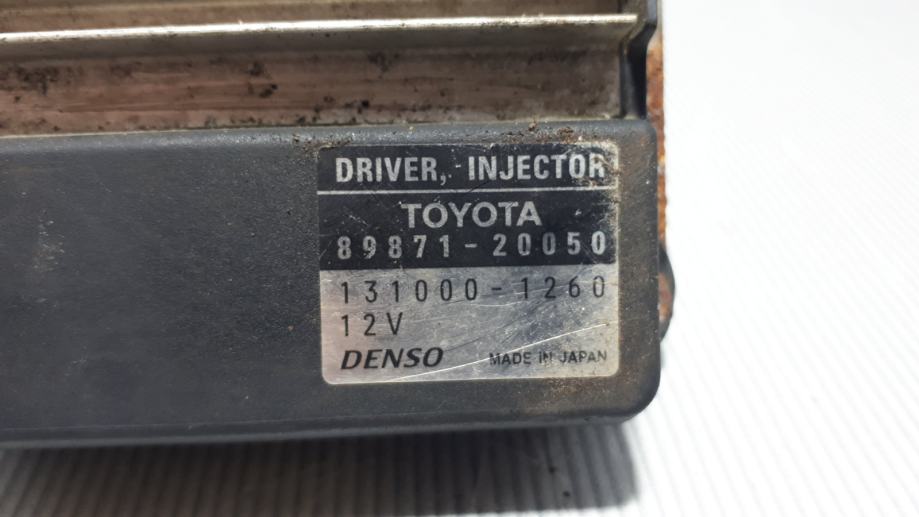 DRIVER, INJECTOR
TOYOTA
89871-20050
131000-1260
12V
DENSO MADE IN JAPAN